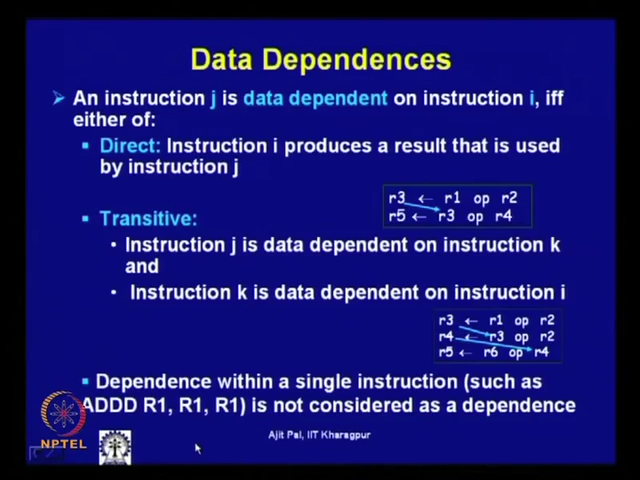 Data Dependences
An instruction j is data dependent on instruction i, iff
either of:
Direct: Instruction i produces a result that is used
by instruction j
r3 ← r1 op r2
r5 ← r3 op r4
Transitive:
Instruction j is data dependent on instruction k
and
Instruction k is data dependent on instruction i
r3 ← r1 op r2
r4 ← r3 op r2
r5 ← r6 op r4
Dependence within a single instruction (such as
ADDD R1, R1, R1) is not considered as a dependence
Ajit Pal, IIT Kharagpur
NPTEL